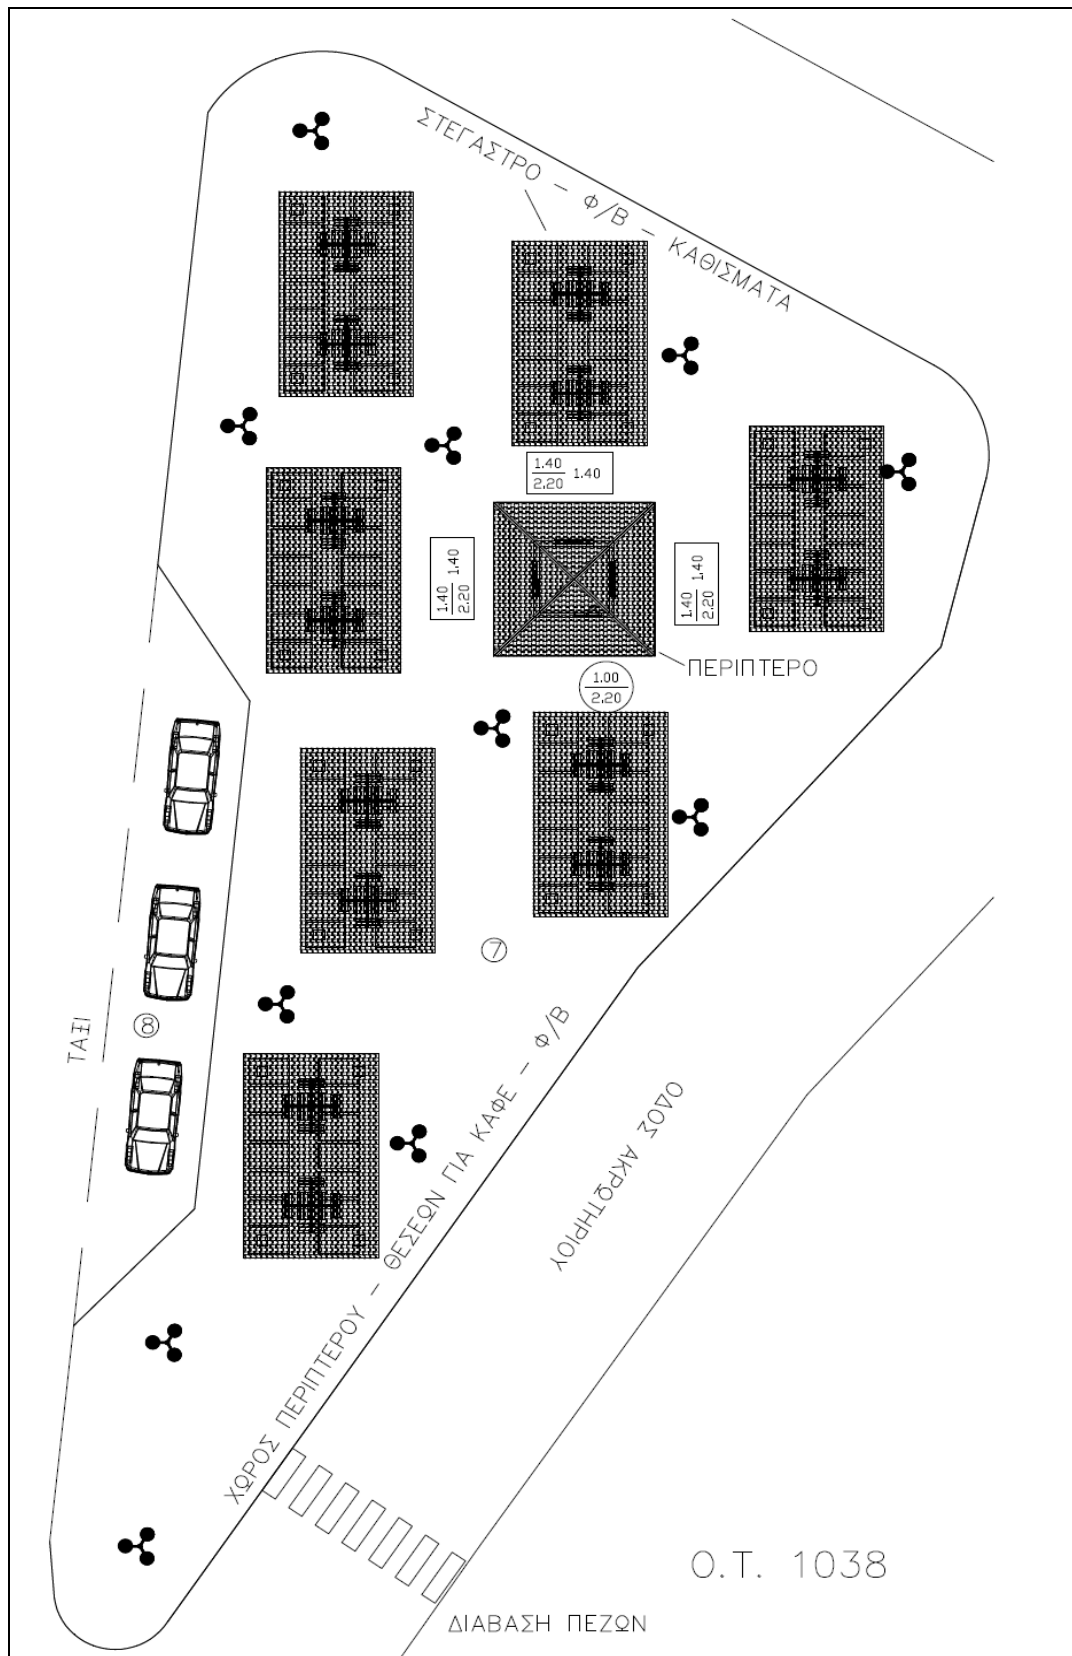 ΣΤΕΓΑΣΤΡΟ - Φ/Β - ΚΑΘΙΣΜΑΤΑ
1.40
2.20 1.40
1.40 1.40
2.20
1.40 1.40
2.20
ΠΕΡΙΠΤΕΡΟ
1.00
2.20
7
ΤΑΞΙ
8
ΧΩΡΟΣ ΠΕΡΙΠΤΕΡΟΥ - ΘΕΣΕΩΝ ΓΙΑ ΚΑΦΕ - Φ/Β
ΟΔΟΣ ΑΚΡΩΤΗΡΙΟΥ
Ο.Τ. 1038
ΔΙΑΒΑΣΗ ΠΕΖΩΝ